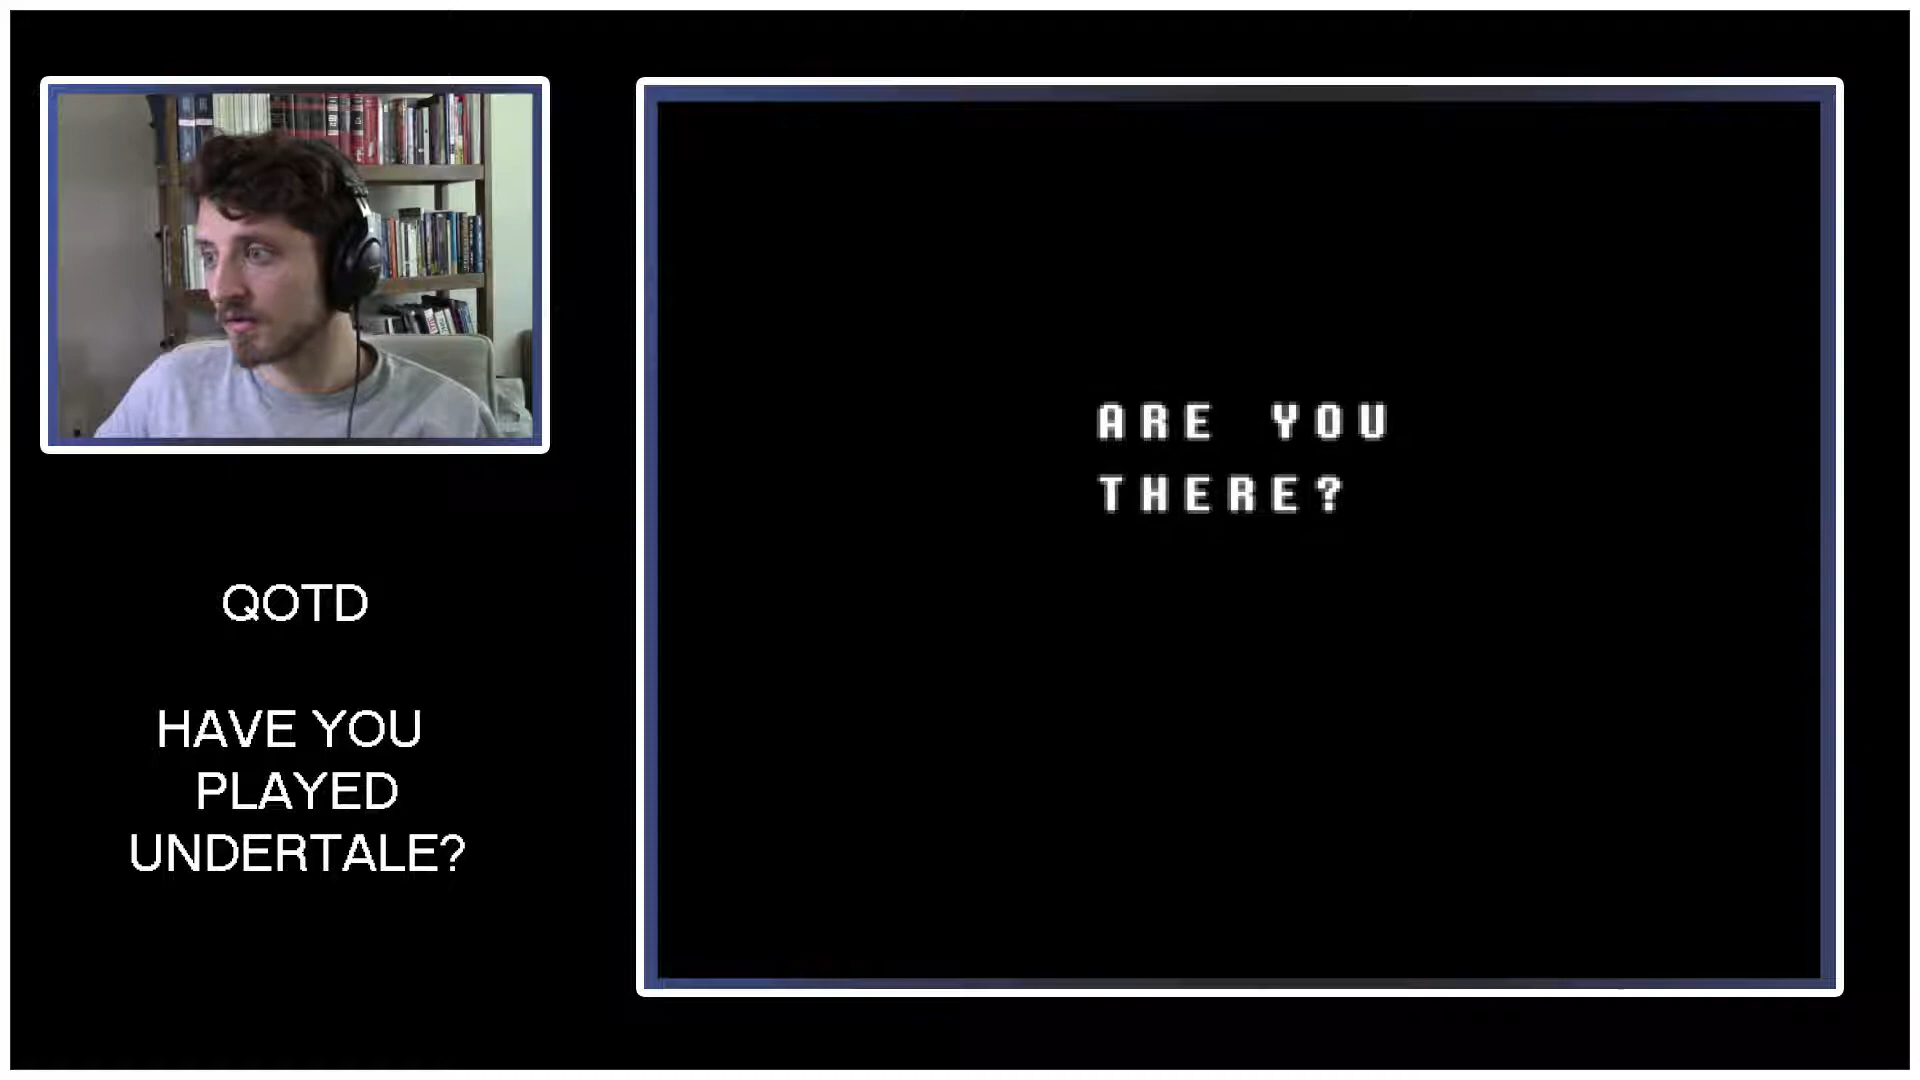 ARE YOU
THERE?
QOTD
HAVE YOU
PLAYED
UNDERTALE?